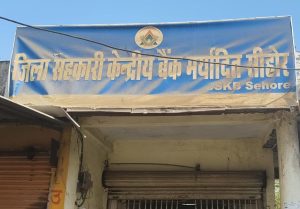 जिला सहकारी केन्द्रीय बैंक मर्यादित सीहोर
JSKB Sehore